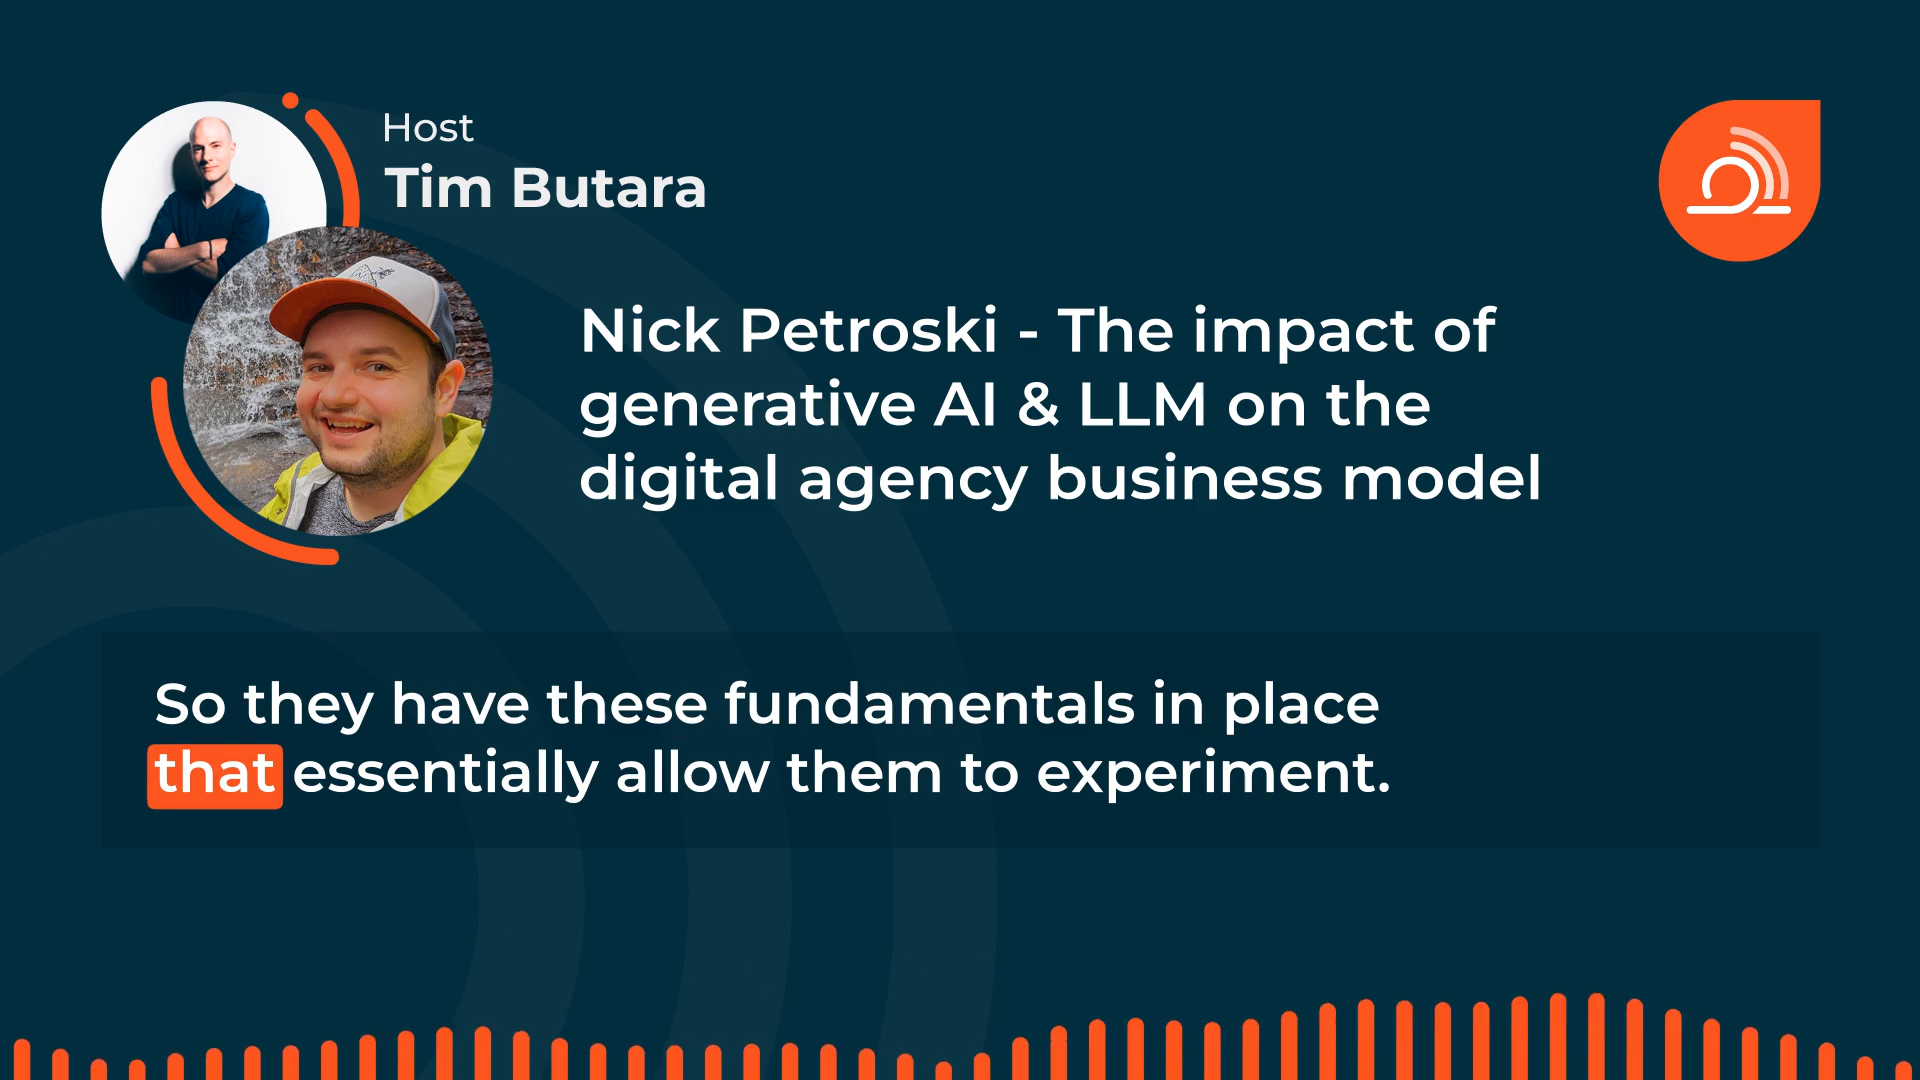 Host
Tim Butara
Nick Petroski - The impact of
generative AI & LLM on the
digital agency business model
So they have these fundamentals in place
that essentially allow them to experiment.